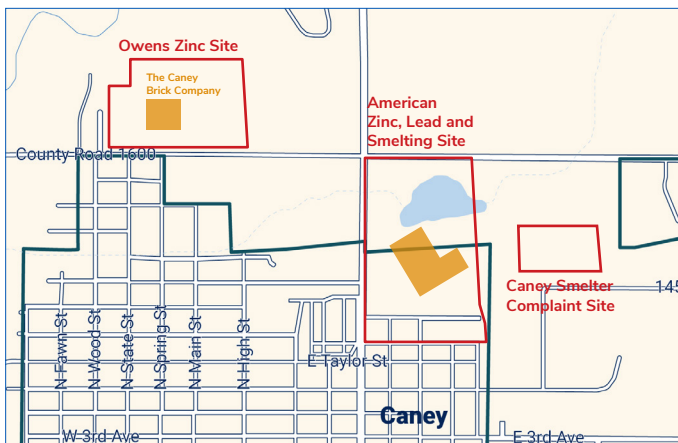 Owens Zinc Site
The Caney
Brick Company
American
Zinc, Lead and
Smelting Site
County Road 1600
Caney Smelter
Complaint Site
145
N Fawn St
N Wood St
N State St
N Spring St
N Main St
N High St
E Taylor St
Caney
W 3rd Ave
E 3rd Ave